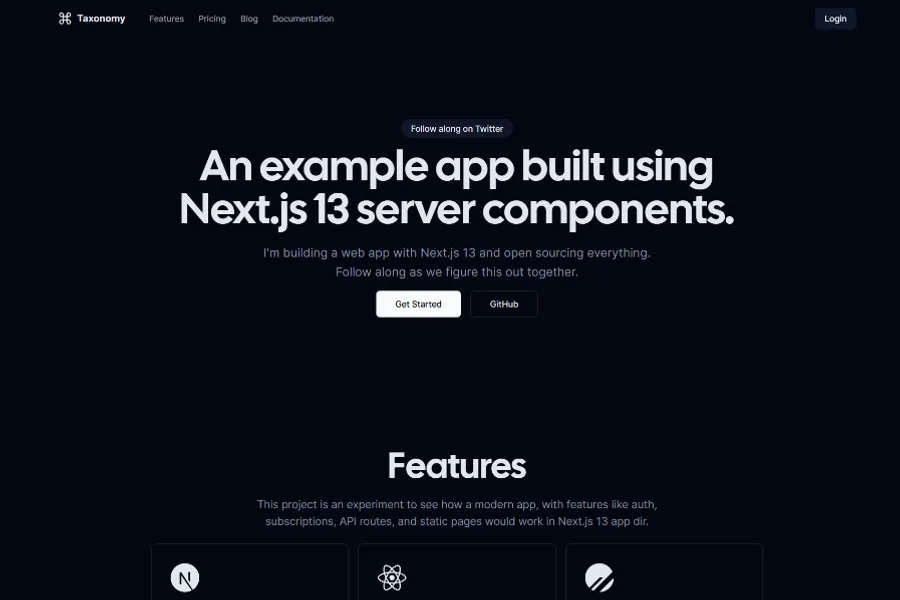 Taxonomy
Features
Pricing
Blog
Documentation
Login
Follow along on Twitter
An example app built using
Next.js 13 server components.
I'm building a web app with Next.js 13 and open sourcing everything.
Follow along as we figure this out together.
Get Started
GitHub
Features
This project is an experiment to see how a modern app, with features like auth,
subscriptions, API routes, and static pages would work in Next.js 13 app dir.
N